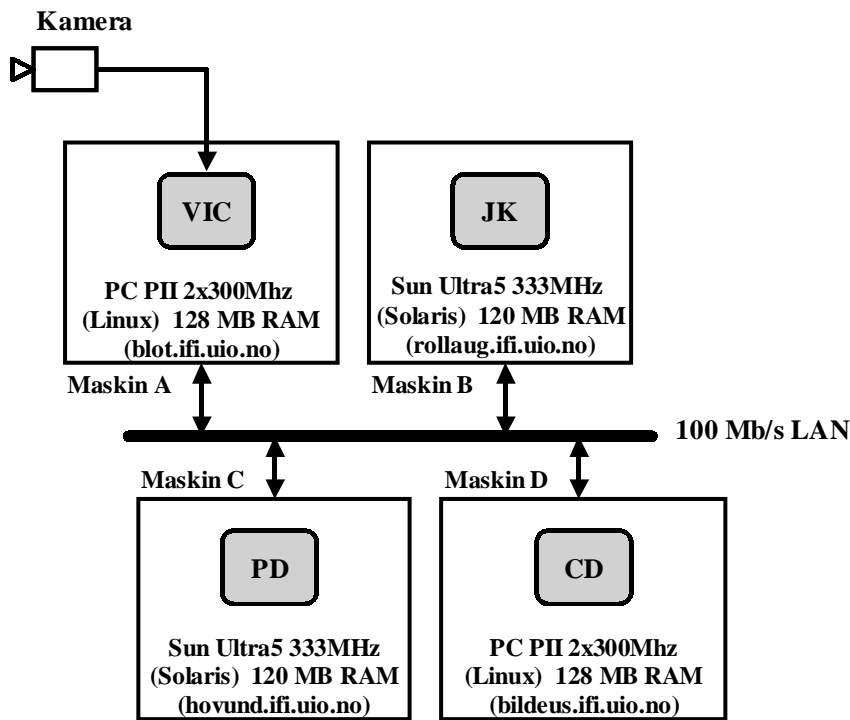 Kamera
VIC
PC PII 2x300Mhz
(Linux) 128 MB RAM
(blot.ifi.uio.no)
Maskin A
JK
Sun Ultra5 333MHz
(Solaris) 120 MB RAM
(rollaug.ifi.uio.no)
Maskin B
100 Mb/s LAN
Maskin C
PD
Sun Ultra5 333MHz
(Solaris) 120 MB RAM
(hovund.ifi.uio.no)
Maskin D
CD
PC PII 2x300Mhz
(Linux) 128 MB RAM
(bildeus.ifi.uio.no)